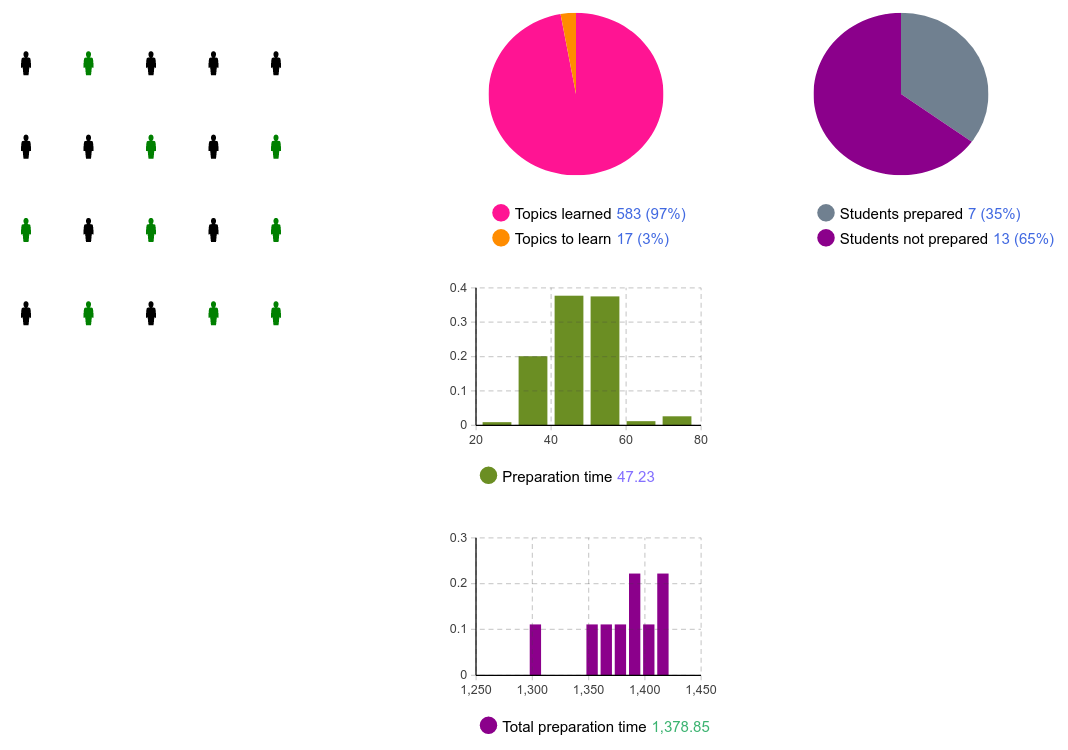 Topics learned 583 (97%)
Topics to learn 17 (3%)
Students prepared 7 (35%)
Students not prepared 13 (65%)
0.4
0.3
0.2
0.1
0
20 40 60 80
Preparation time 47.23
0.3
0.2
0.1
0
1,250 1,300 1,350 1,400 1,450
Total preparation time 1,378.85